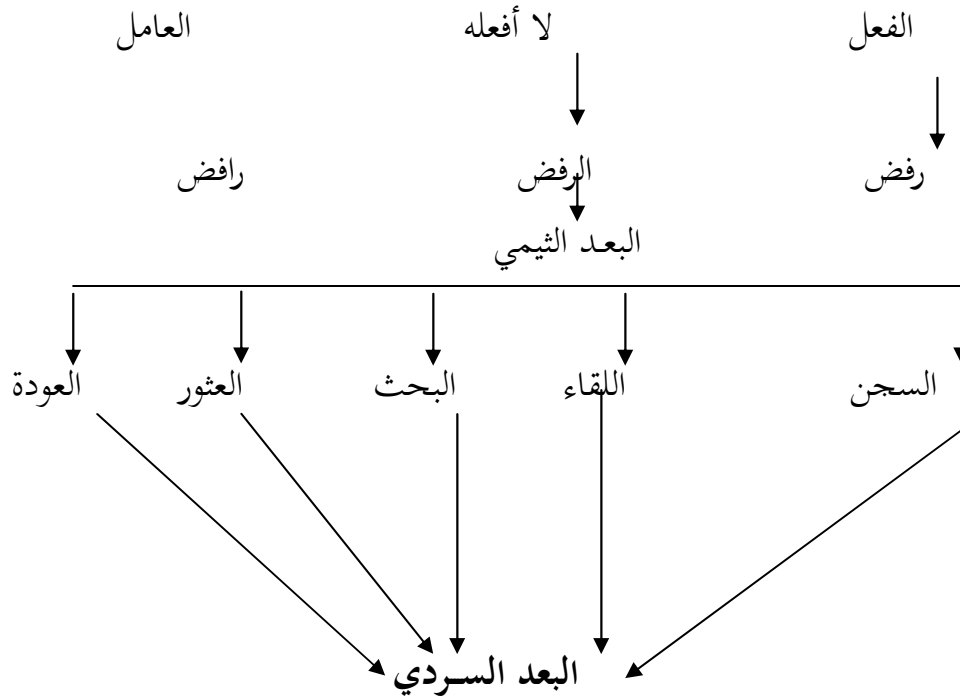 الفعل لا أفعله العامل
رفض الرفض رافض
البعد الثيمي
السجن اللقاء البحث العثور العودة
البعد السردي